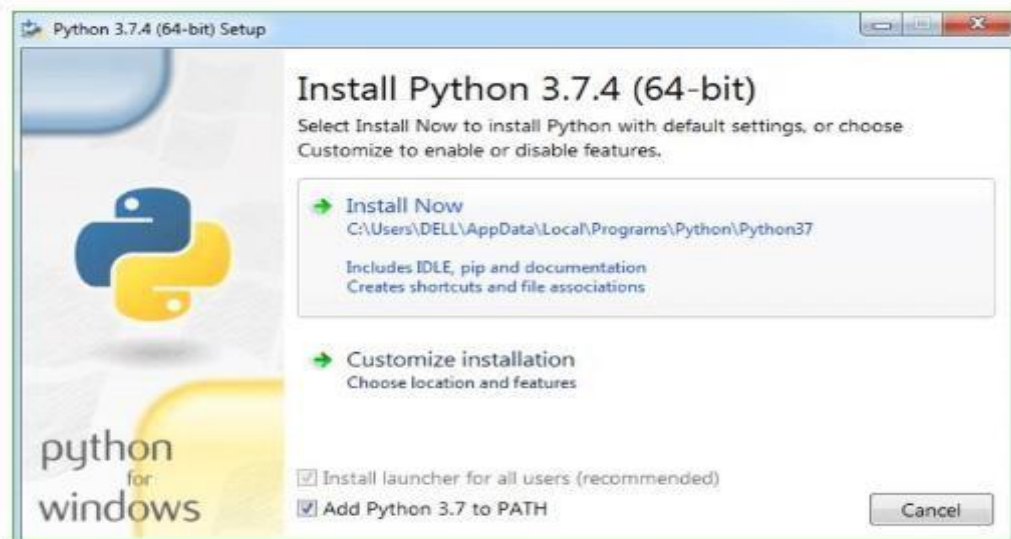 Python 3.7.4 (64-bit) Setup
Install Python 3.7.4 (64-bit)
Select Install Now to install Python with default settings, or choose
Customize to enable or disable features.
Install Now
C:\Users\DELL\AppData\Local\Programs\Python\Python37
Includes IDLE, pip and documentation
Creates shortcuts and file associations
Customize installation
Choose location and features
python
for
windows
Install launcher for all users (recommended)
Add Python 3.7 to PATH
Cancel